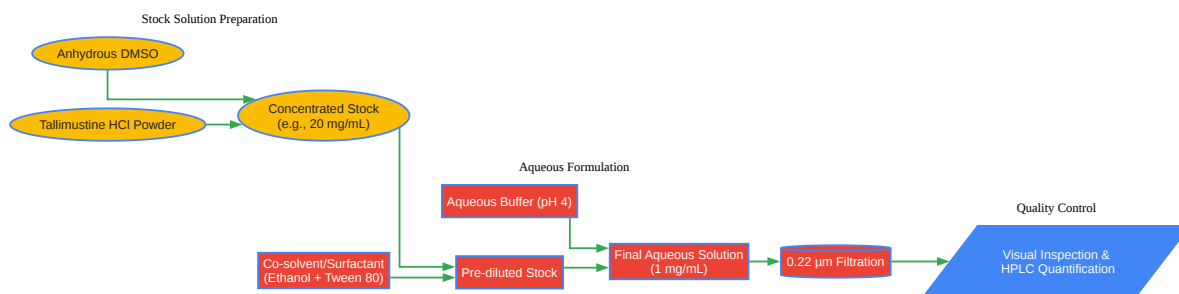 Stock Solution Preparation
Anhydrous DMSO
Tallimustine HCl Powder
Concentrated Stock
(e.g., 20 mg/mL)
Aqueous Formulation
Aqueous Buffer (pH 4)
Co-solvent/Surfactant
(Ethanol + Tween 80)
Pre-diluted Stock
Final Aqueous Solution
(1 mg/mL)
0.22 µm Filtration
Quality Control
Visual Inspection &
HPLC Quantification